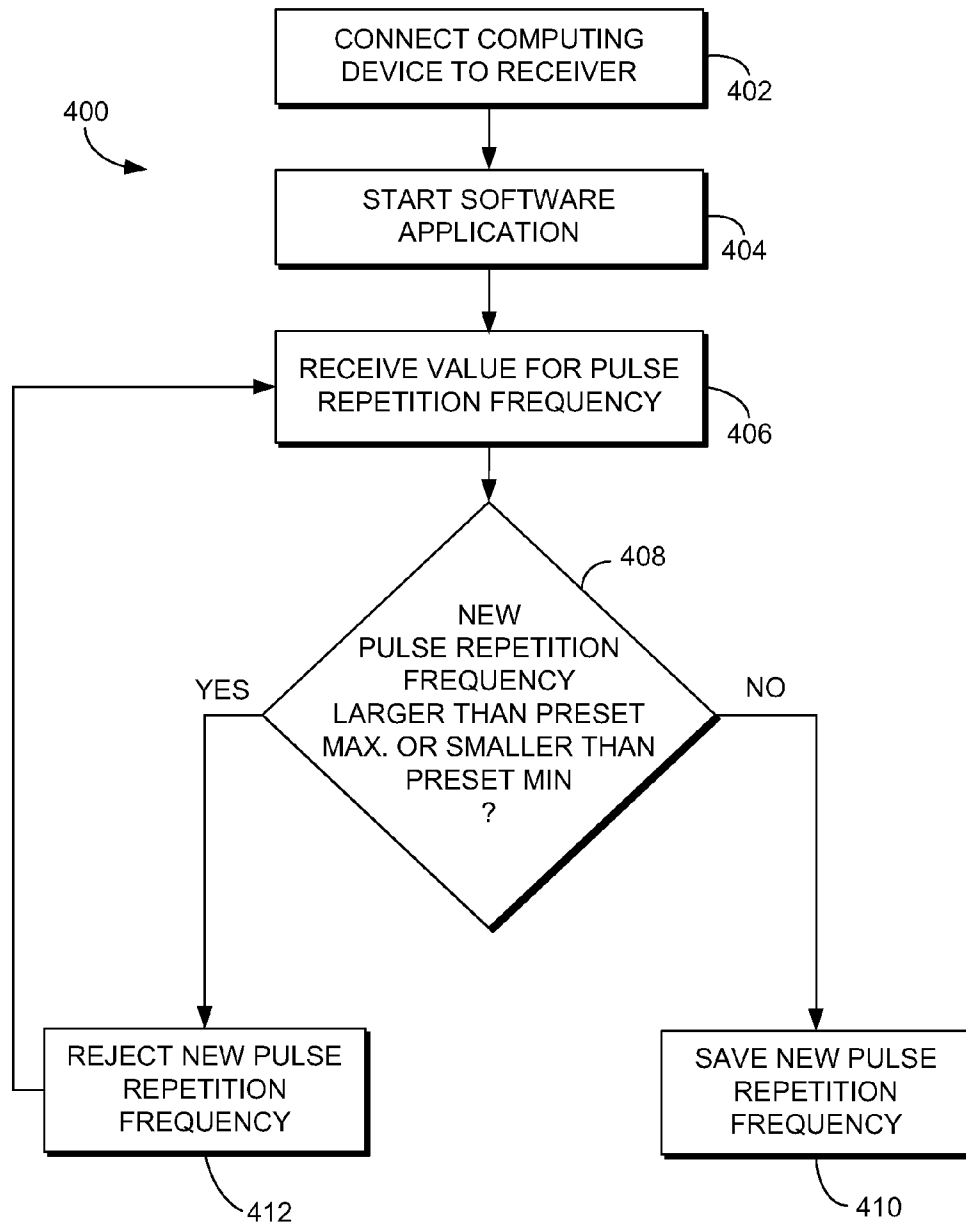 CONNECT COMPUTING
DEVICE TO RECEIVER
402
400
START SOFTWARE
APPLICATION
404
RECEIVE VALUE FOR PULSE
REPETITION FREQUENCY
406
408
NEW
PULSE REPETITION
FREQUENCY
LARGER THAN PRESET
MAX. OR SMALLER THAN
PRESET MIN
?
YES
NO
REJECT NEW PULSE
REPETITION
FREQUENCY
412
SAVE NEW PULSE
REPETITION
FREQUENCY
410